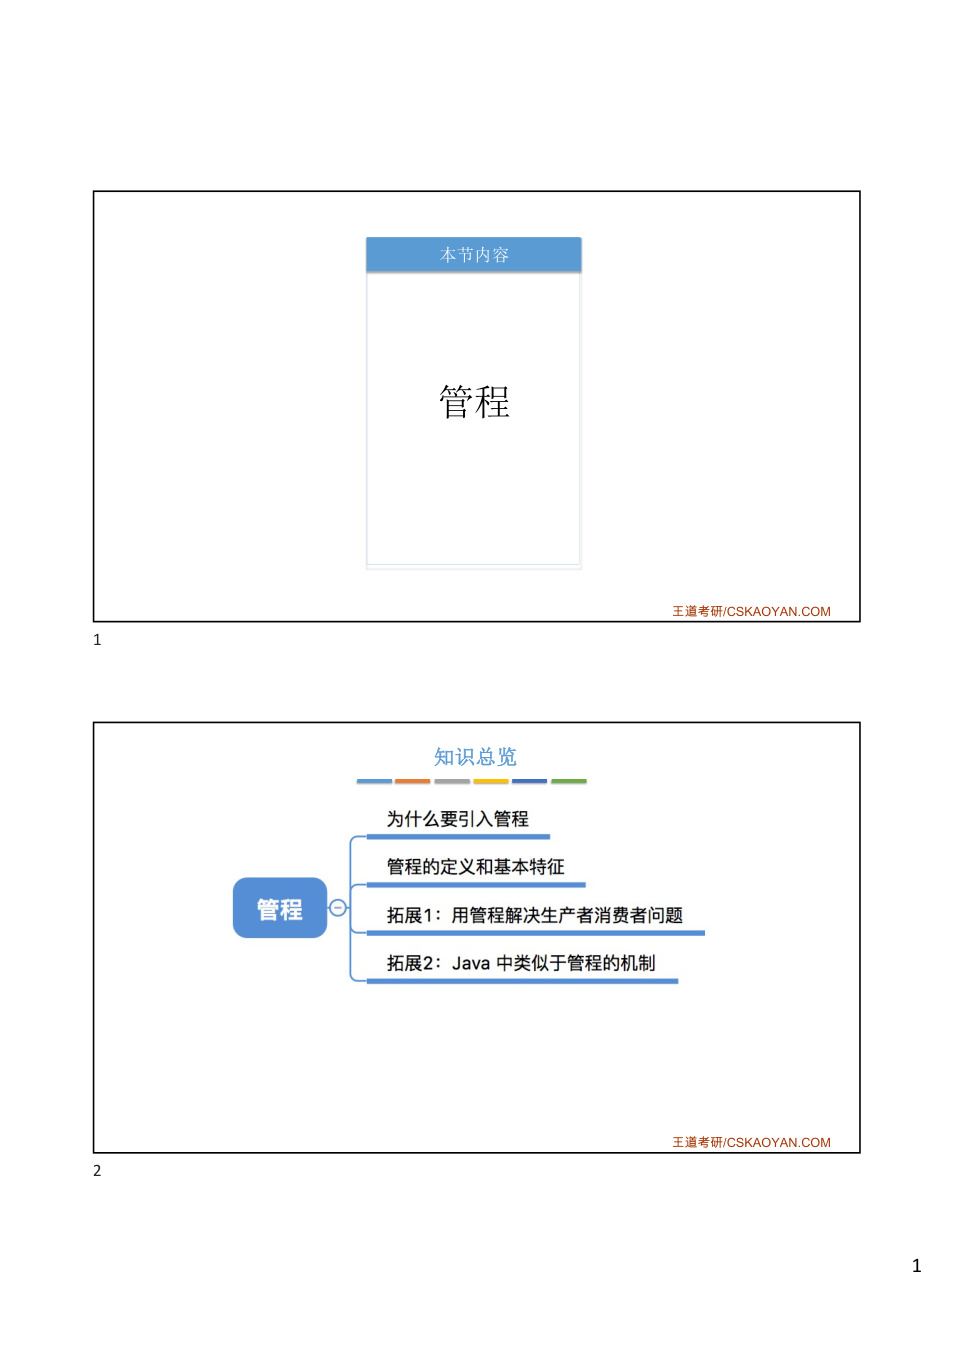 本节内容
管程
王道考研/CSKAOYAN.COM
1
知识总览
为什么要引入管程
管程的定义和基本特征
管程
拓展1：用管程解决生产者消费者问题
拓展2：Java 中类似于管程的机制
王道考研/CSKAOYAN.COM
2
1